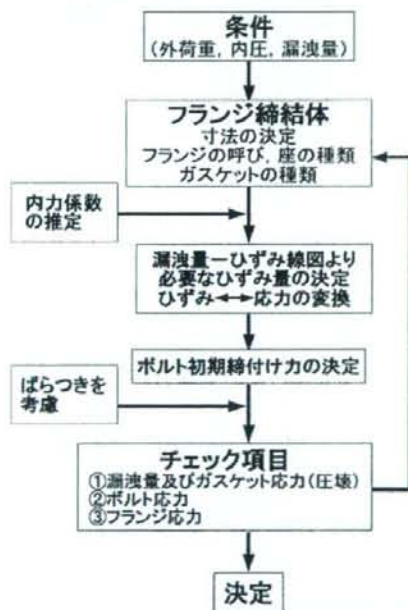 条件
(外荷重, 内圧, 漏洩量)
フランジ締結体
寸法の決定
フランジの呼び, 座の種類
ガスケットの種類
内力係数
の推定
漏洩量ーひずみ線図より
必要なひずみ量の決定
ひずみ↔応力の変換
ボルト初期締付け力の決定
ばらつきを
考慮
チェック項目
①漏洩量及びガスケット応力(圧壊)
②ボルト応力
③フランジ応力
決定